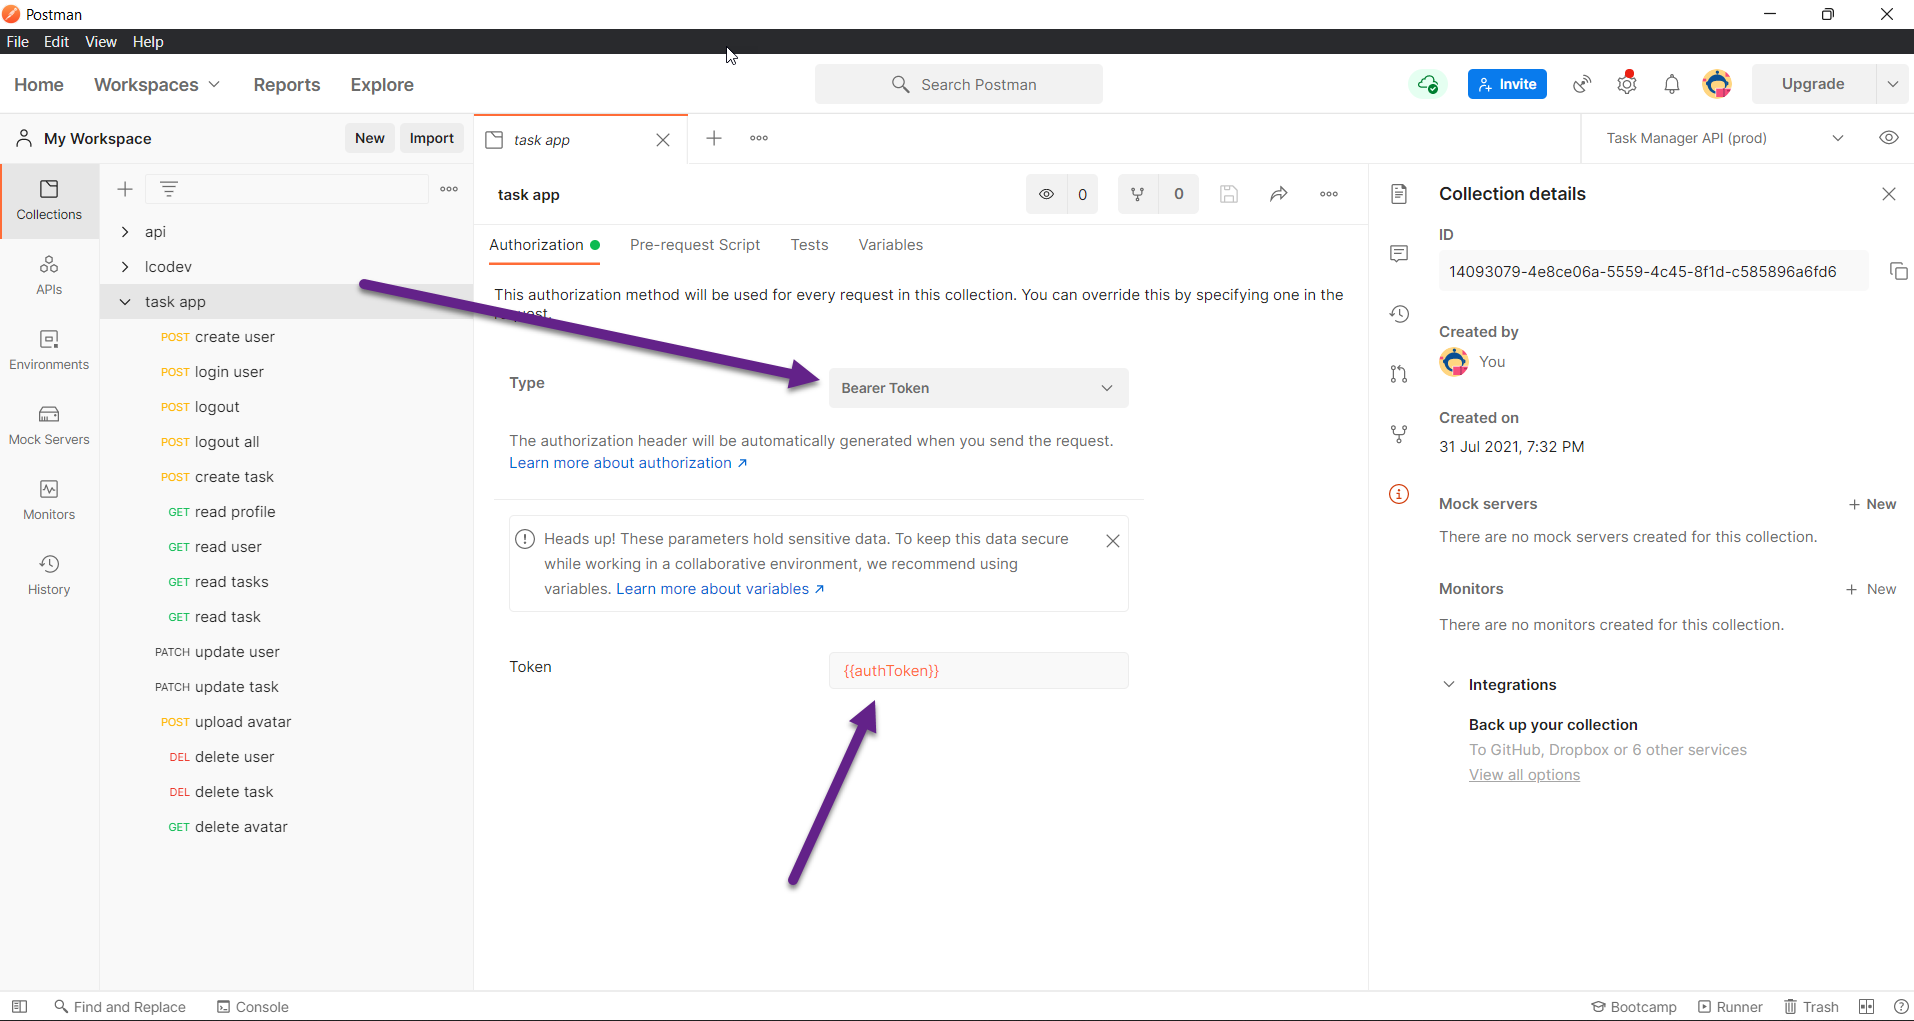 Postman
File Edit View Help
Home Workspaces Reports Explore
Search Postman
Invite
Upgrade
My Workspace
New Import
task app
Task Manager API (prod)
Collections
APIs
Environments
Mock Servers
Monitors
History
api
lcodev
task app
POST create user
POST login user
POST logout
POST logout all
POST create task
GET read profile
GET read user
GET read tasks
GET read task
PATCH update user
PATCH update task
POST upload avatar
DEL delete user
DEL delete task
GET delete avatar
task app
0
0
Authorization Pre-request Script Tests Variables
This authorization method will be used for every request in this collection. You can override this by specifying one in the
request.
Type
Bearer Token
The authorization header will be automatically generated when you send the request.
Learn more about authorization ↗
Heads up! These parameters hold sensitive data. To keep this data secure
while working in a collaborative environment, we recommend using
variables. Learn more about variables ↗
Token
{{authToken}}
Collection details
ID
14093079-4e8ce06a-5559-4c45-8f1d-c585896a6fd6
Created by
You
Created on
31 Jul 2021, 7:32 PM
Mock servers
+ New
There are no mock servers created for this collection.
Monitors
+ New
There are no monitors created for this collection.
Integrations
Back up your collection
To GitHub, Dropbox or 6 other services
View all options
Find and Replace
Console
Bootcamp
Runner
Trash